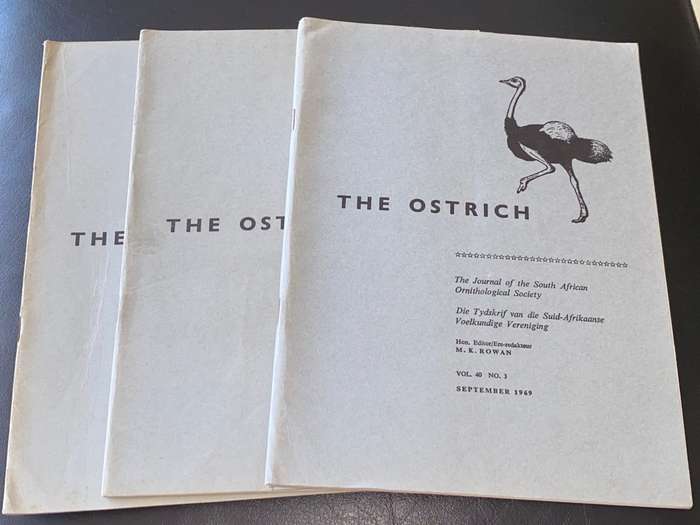 THE
THE OST
THE OSTRICH
☆☆☆☆☆☆☆☆☆☆☆☆☆☆☆☆☆☆☆☆☆☆☆☆☆☆☆☆
The Journal of the South African
Ornithological Society
Die Tydskrif van die Suid-Afrikaanse
Voelkundige Vereniging
Hon. Editor/Ere-redakteur
M. K. ROWAN
VOL. 40 NO. 3
SEPTEMBER 1969